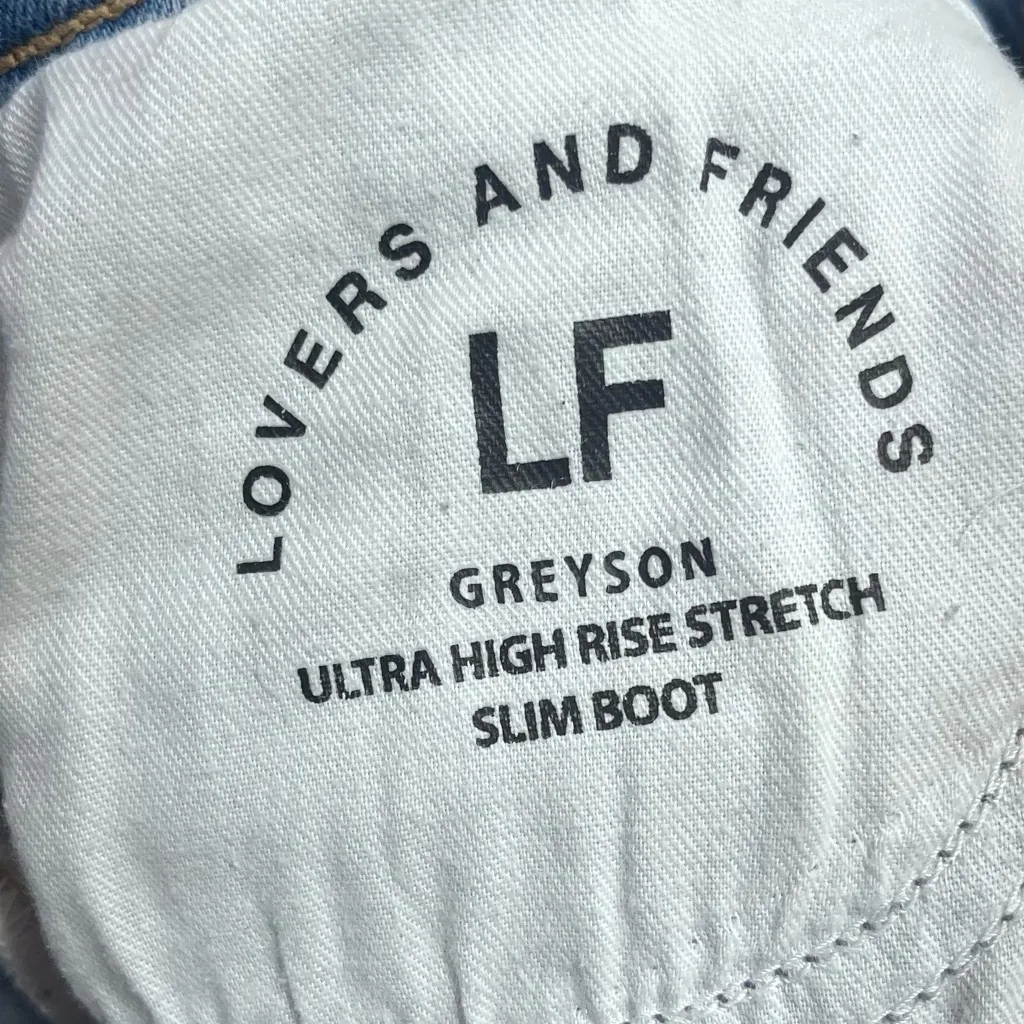 LOVERS AND FRIENDS
LF
GREYSON
ULTRA HIGH RISE STRETCH
SLIM BOOT